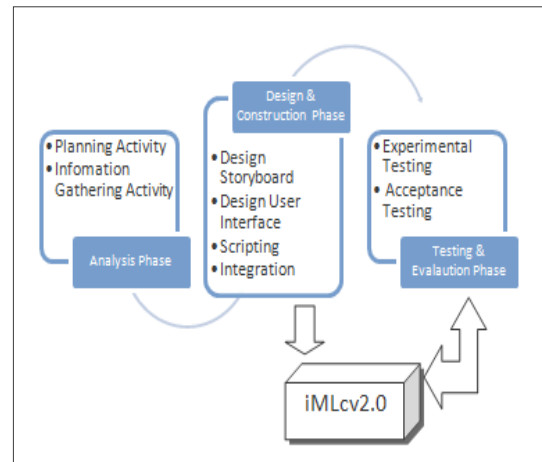 • Planning Activity
• Infomation
Gathering Activity
Analysis Phase
Design &
Construction Phase
• Design
Storyboard
• Design User
Interface
• Scripting
• Integration
• Experimental
Testing
• Acceptance
Testing
Testing &
Evalaution Phase
iMLcv2.0